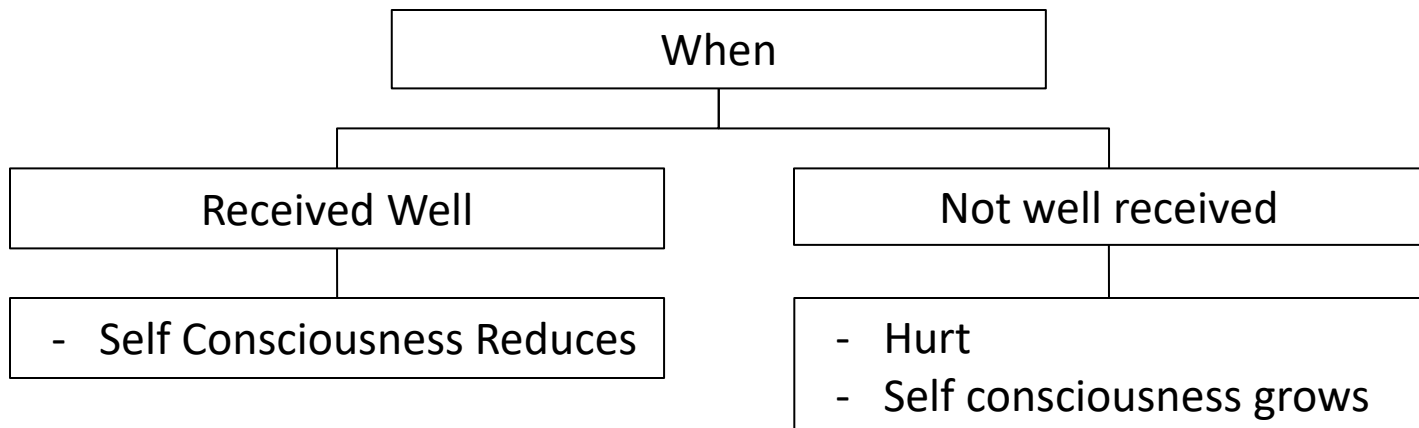 When
Received Well
Not well received
- Self Consciousness Reduces
- Hurt
- Self consciousness grows